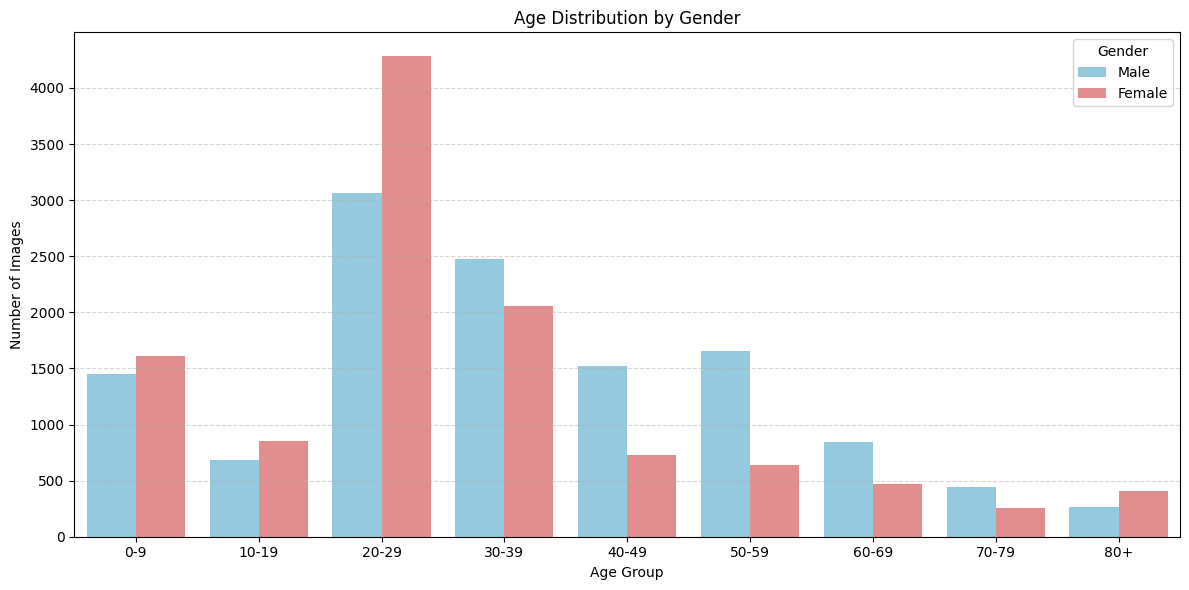 Age Distribution by Gender
Gender
Male
Female
Number of Images
4000
3500
3000
2500
2000
1500
1000
500
0
0-9 10-19 20-29 30-39 40-49 50-59 60-69 70-79 80+
Age Group